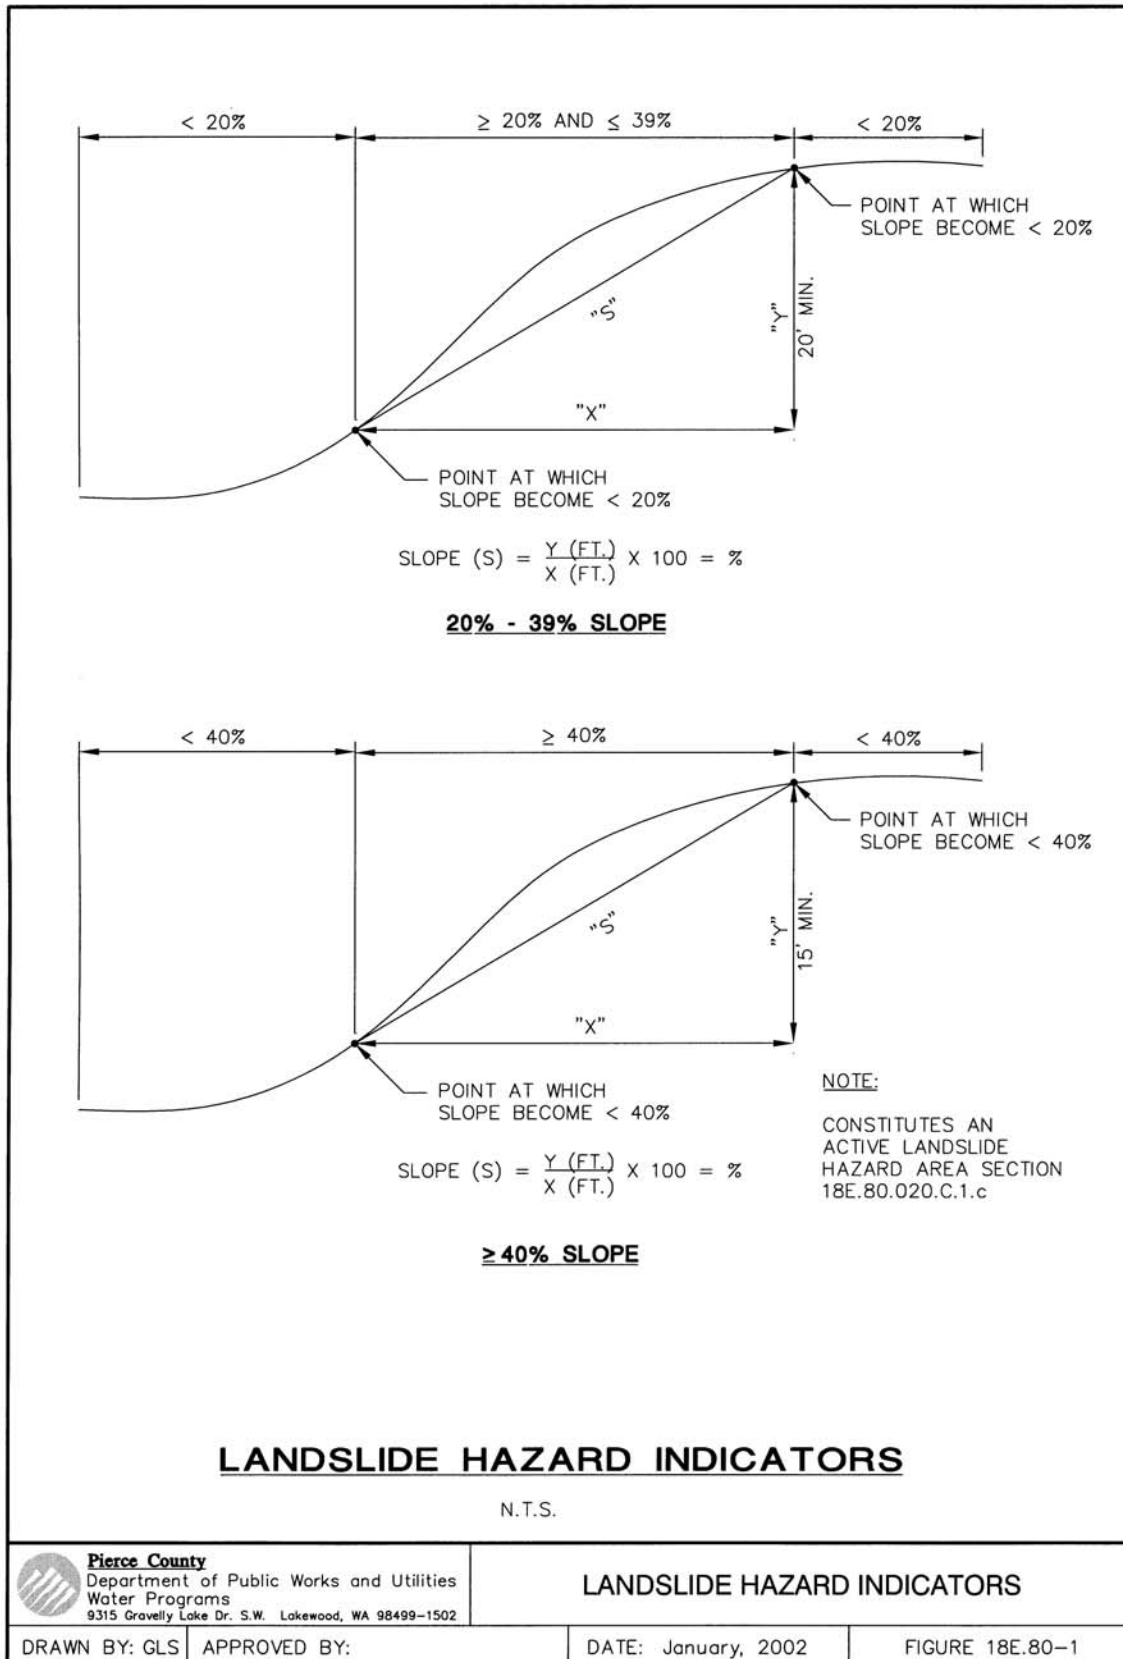 < 20%
≥ 20% AND ≤ 39%
< 20%
POINT AT WHICH
SLOPE BECOME < 20%
"S"
"Y"
20' MIN.
"X"
POINT AT WHICH
SLOPE BECOME < 20%
SLOPE (S) = Y (FT.) / X (FT.) X 100 = %
20% - 39% SLOPE
< 40%
≥ 40%
< 40%
POINT AT WHICH
SLOPE BECOME < 40%
"S"
"Y"
15' MIN.
"X"
POINT AT WHICH
SLOPE BECOME < 40%
NOTE:
CONSTITUTES AN
ACTIVE LANDSLIDE
HAZARD AREA SECTION
18E.80.020.C.1.c
SLOPE (S) = Y (FT.) / X (FT.) X 100 = %
≥ 40% SLOPE
LANDSLIDE HAZARD INDICATORS
N.T.S.
Pierce County
Department of Public Works and Utilities
Water Programs
9315 Gravelly Lake Dr. S.W. Lakewood, WA 98499-1502
LANDSLIDE HAZARD INDICATORS
DRAWN BY: GLS
APPROVED BY:
DATE: January, 2002
FIGURE 18E.80-1